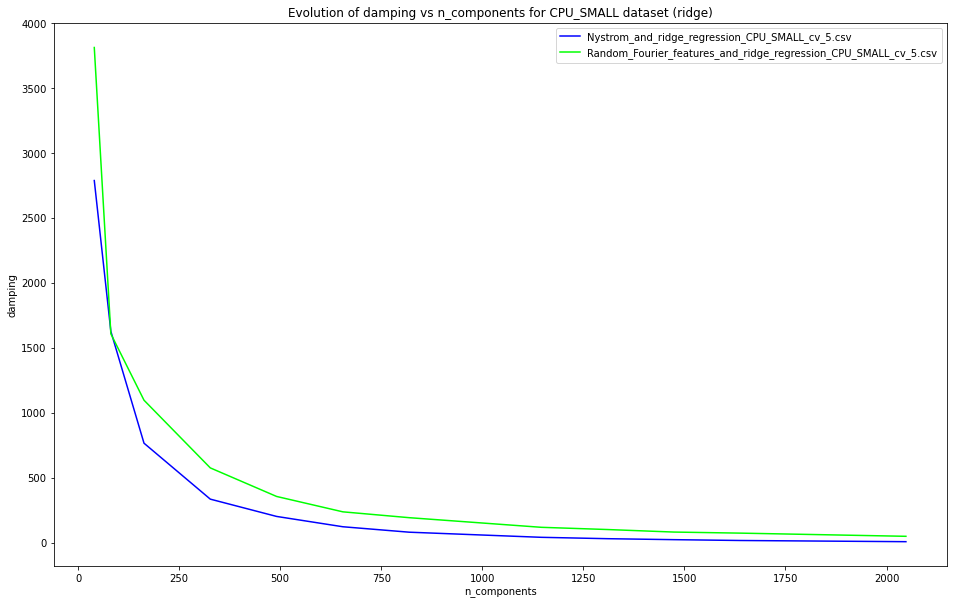 Evolution of damping vs n_components for CPU_SMALL dataset (ridge)
Nystrom_and_ridge_regression_CPU_SMALL_cv_5.csv
Random_Fourier_features_and_ridge_regression_CPU_SMALL_cv_5.csv
4000
3500
3000
2500
2000
1500
1000
500
0
damping
0 250 500 750 1000 1250 1500 1750 2000
n_components